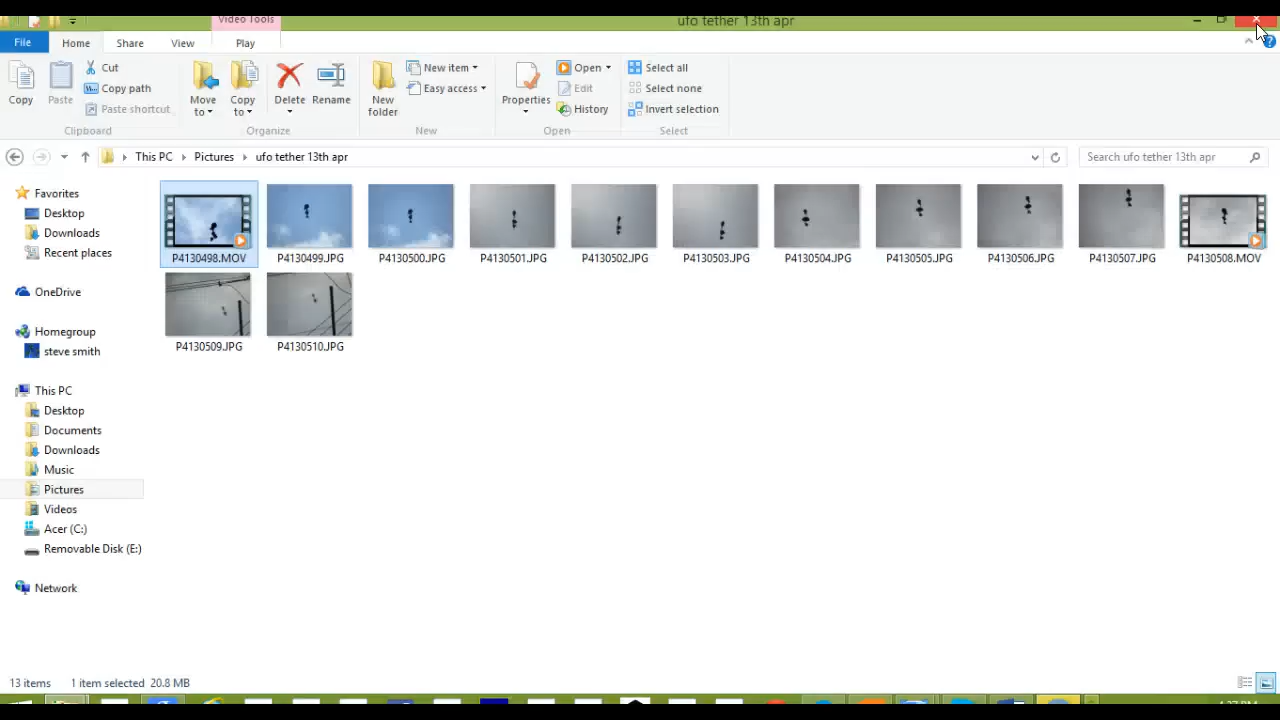 Video Tools
ufo tether 13th apr
File Home Share View Play
Copy
Paste
Cut
Copy path
Paste shortcut
Clipboard
Move to
Copy to
Delete
Rename
Organize
New folder
New item
Easy access
New
Properties
Open
Edit
History
Open
Select all
Select none
Invert selection
Select
This PC Pictures ufo tether 13th apr
Search ufo tether 13th apr
Favorites
Desktop
Downloads
Recent places
OneDrive
Homegroup
steve smith
This PC
Desktop
Documents
Downloads
Music
Pictures
Videos
Acer (C:)
Removable Disk (E:)
Network
P4130498.MOV P4130499.JPG P4130500.JPG P4130501.JPG P4130502.JPG P4130503.JPG P4130504.JPG P4130505.JPG P4130506.JPG P4130507.JPG P4130508.MOV
P4130509.JPG P4130510.JPG
13 items 1 item selected 20.8 MB